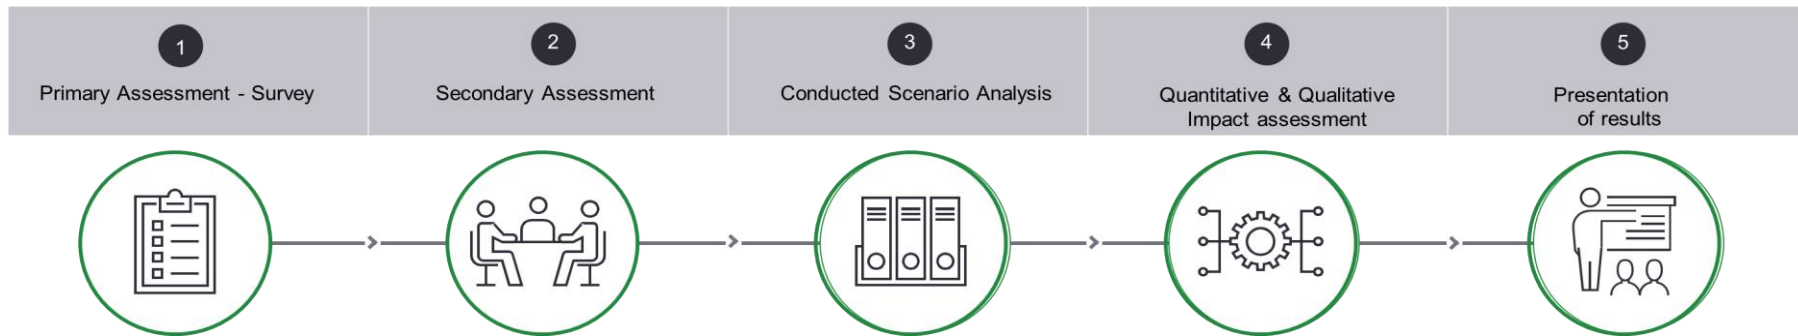 1
Primary Assessment - Survey
2
Secondary Assessment
3
Conducted Scenario Analysis
4
Quantitative & Qualitative
Impact assessment
5
Presentation
of results